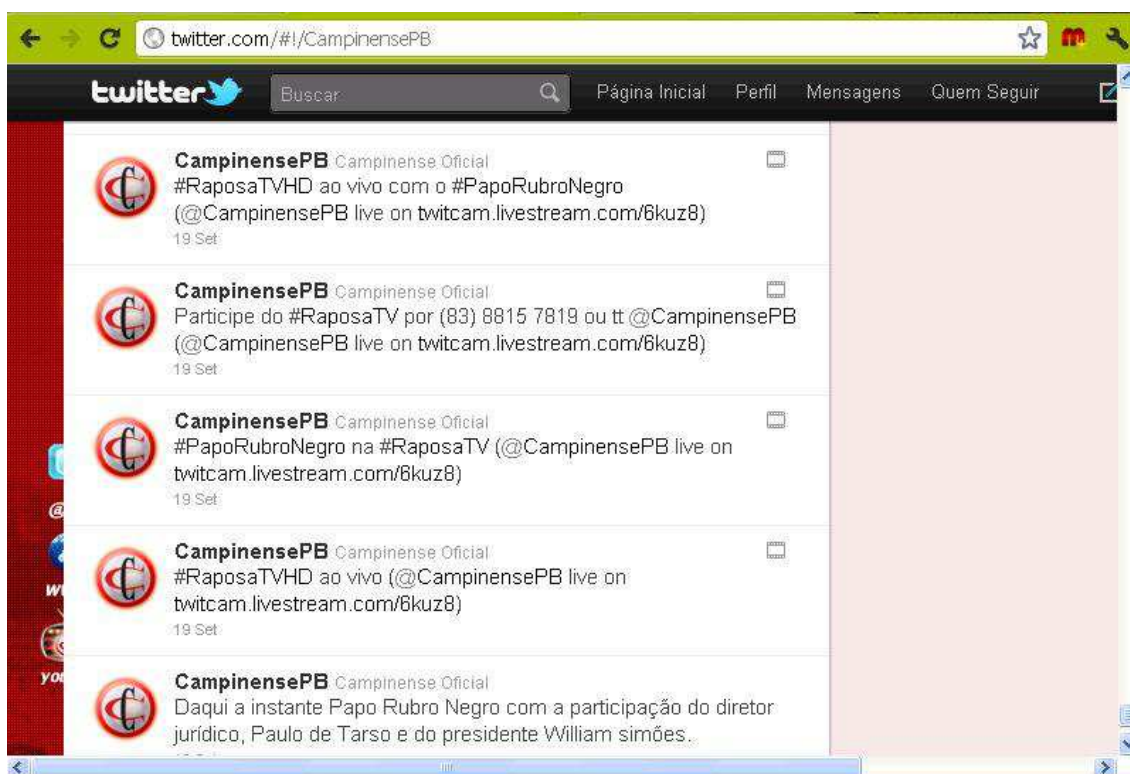 twitter.com/#!/CampinensePB
twitter Buscar Página Inicial Perfil Mensagens Quem Seguir
CampinensePB Campinense Oficial
#RaposaTVHD ao vivo com o #PapoRubroNegro
(@CampinensePB live on twitcam.livestream.com/6kuz8)
19 Set
CampinensePB Campinense Oficial
Participe do #RaposaTV por (83) 8815 7819 ou tt @CampinensePB
(@CampinensePB live on twitcam.livestream.com/6kuz8)
19 Set
CampinensePB Campinense Oficial
#PapoRubroNegro na #RaposaTV (@CampinensePB live on
twitcam.livestream.com/6kuz8)
19 Set
CampinensePB Campinense Oficial
#RaposaTVHD ao vivo (@CampinensePB live on
twitcam.livestream.com/6kuz8)
19 Set
CampinensePB Campinense Oficial
Daqui a instante Papo Rubro Negro com a participação do diretor
jurídico, Paulo de Tarso e do presidente William simões.